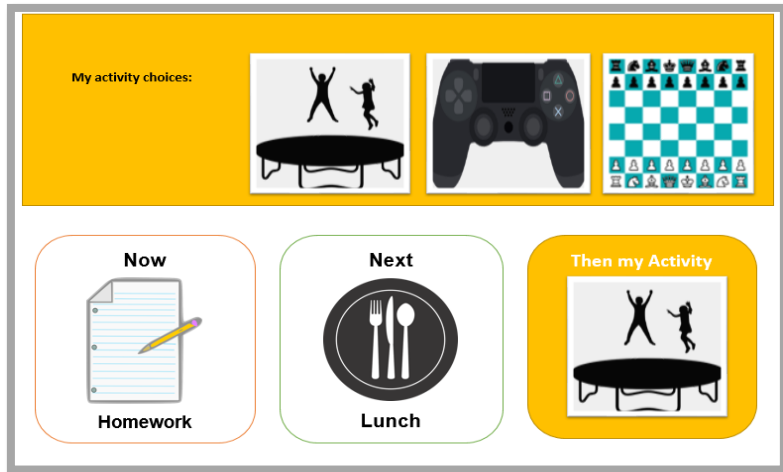 My activity choices:
Now
Homework
Next
Lunch
Then my Activity